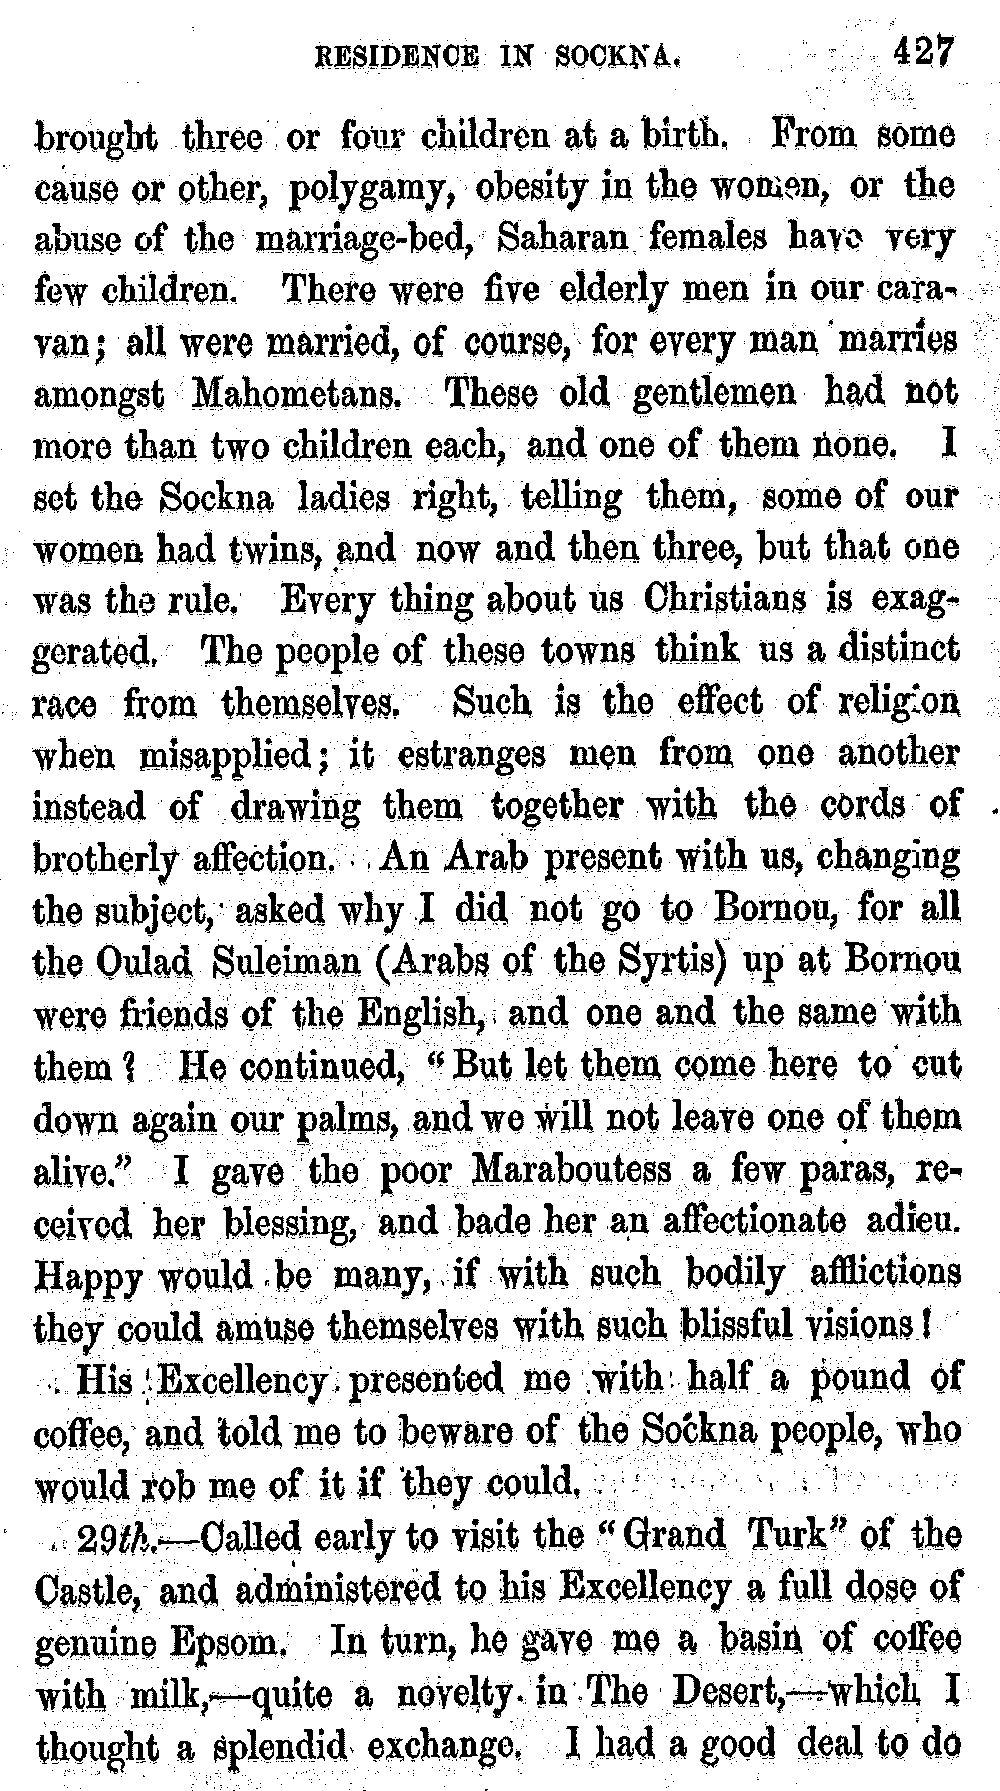 RESIDENCE IN SOCKNA. 427
brought three or four children at a birth. From some
cause or other, polygamy, obesity in the women, or the
abuse of the marriage-bed, Saharan females have very
few children. There were five elderly men in our cara-
van; all were married, of course, for every man marries
amongst Mahometans. These old gentlemen had not
more than two children each, and one of them none. I
set the Sockna ladies right, telling them, some of our
women had twins, and now and then three, but that one
was the rule. Every thing about us Christians is exag-
gerated. The people of these towns think us a distinct
race from themselves. Such is the effect of religion
when misapplied; it estranges men from one another
instead of drawing them together with the cords of
brotherly affection. An Arab present with us, changing
the subject, asked why I did not go to Bornou, for all
the Oulad Suleiman (Arabs of the Syrtis) up at Bornou
were friends of the English, and one and the same with
them? He continued, "But let them come here to cut
down again our palms, and we will not leave one of them
alive." I gave the poor Maraboutess a few paras, re-
ceived her blessing, and bade her an affectionate adieu.
Happy would be many, if with such bodily afflictions
they could amuse themselves with such blissful visions!
His Excellency presented me with half a pound of
coffee, and told me to beware of the Sockna people, who
would rob me of it if they could.
29th.—Called early to visit the "Grand Turk" of the
Castle, and administered to his Excellency a full dose of
genuine Epsom. In turn, he gave me a basin of coffee
with milk,—quite a novelty in The Desert,—which I
thought a splendid exchange. I had a good deal to do